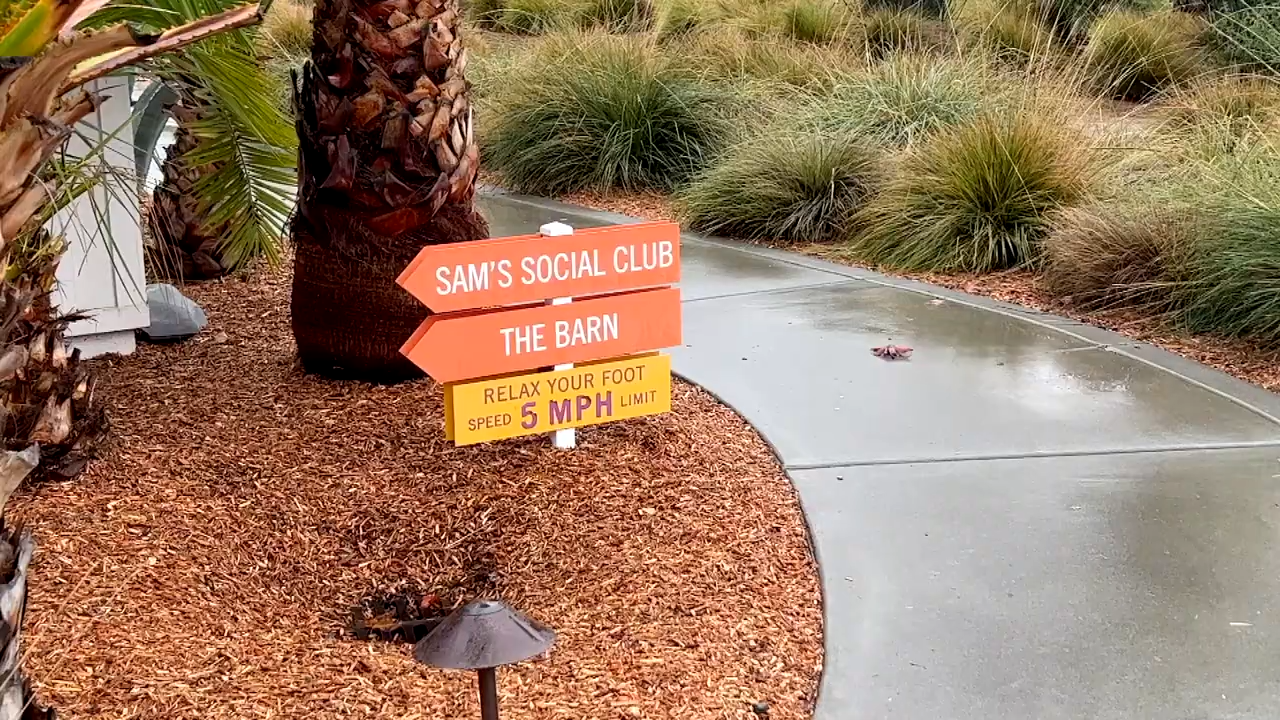 SAM'S SOCIAL CLUB
THE BARN
RELAX YOUR FOOT
SPEED 5 MPH LIMIT